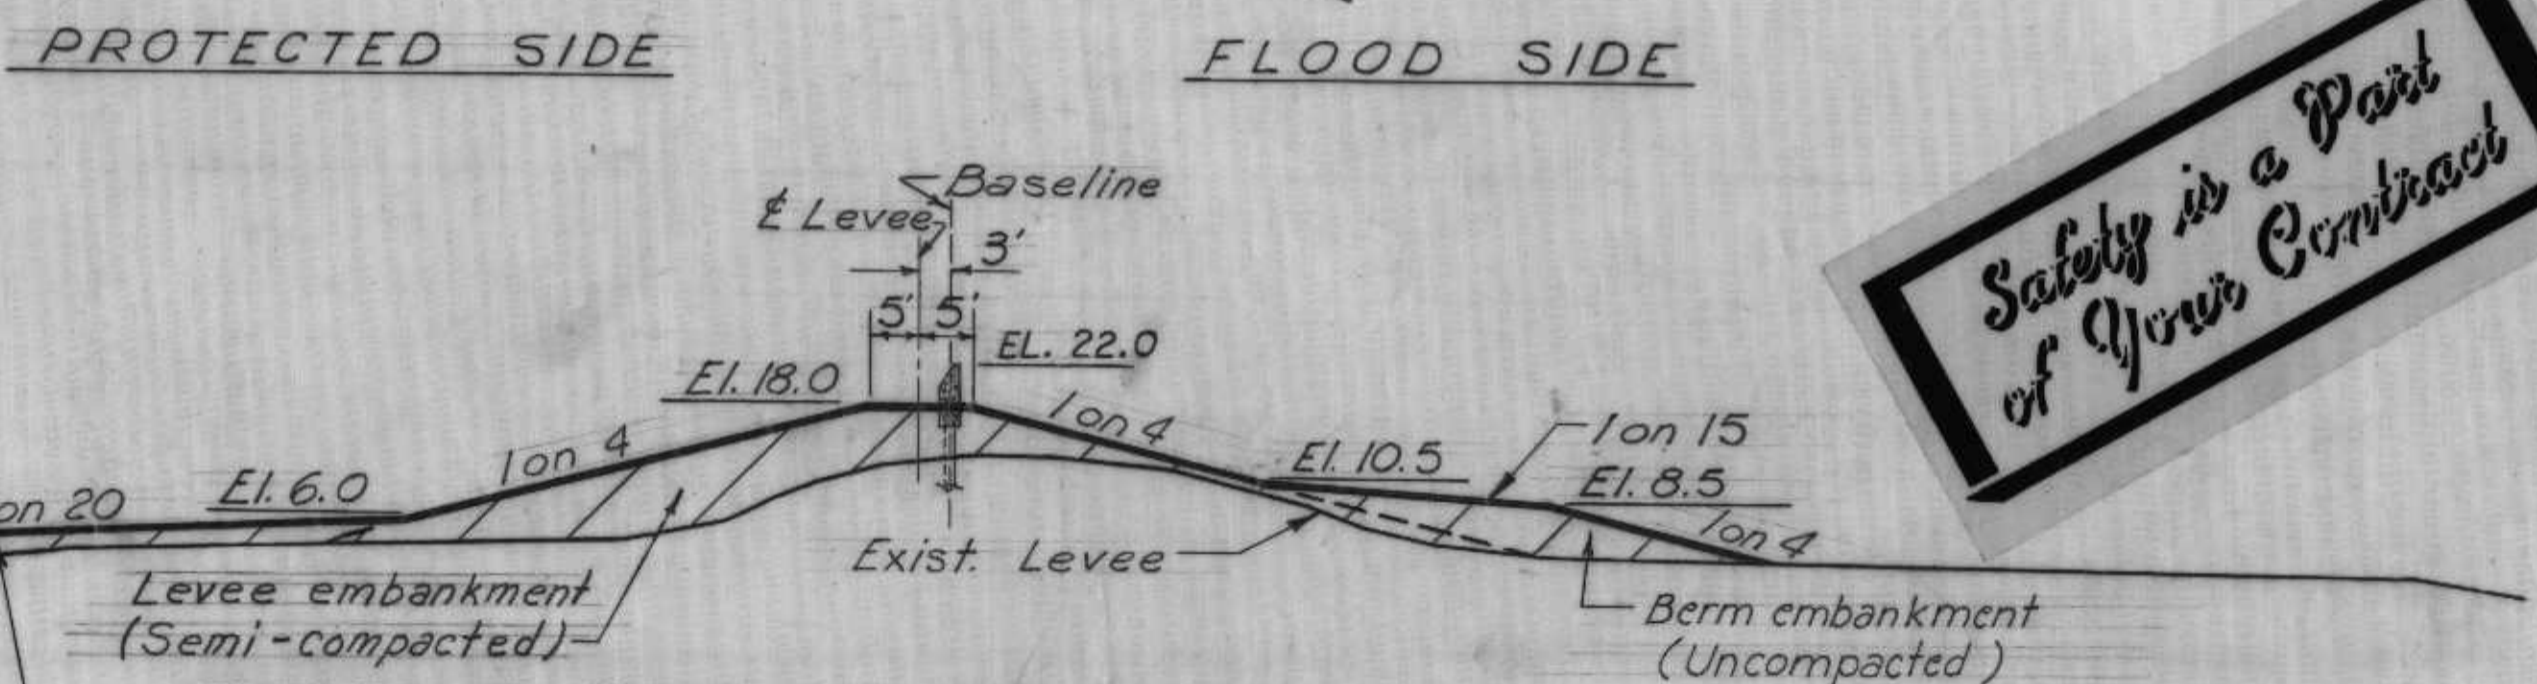 PROTECTED SIDE
FLOOD SIDE
Safety is a Part
of Your Contract
Baseline
℄ Levee
3'
5' 5'
EL. 22.0
El. 18.0
1 on 4
1 on 4
1 on 15
El. 10.5
El. 8.5
on 20
El. 6.0
1 on 4
Exist. Levee
Levee embankment
(Semi-compacted)
Berm embankment
(Uncompacted)